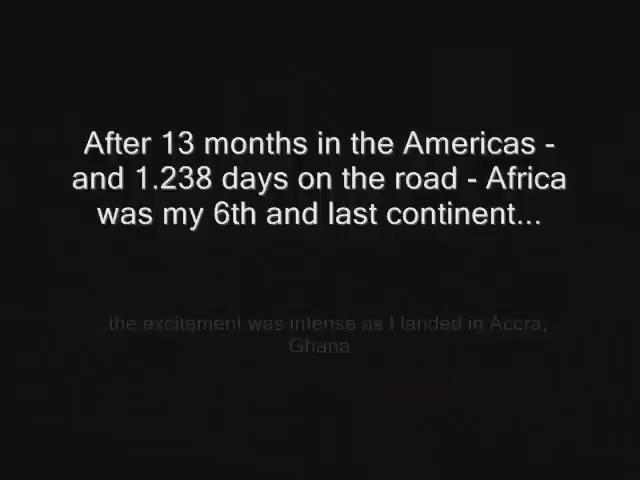 After 13 months in the Americas -
and 1.238 days on the road - Africa
was my 6th and last continent...
...the excitement was intense as I landed in Accra,
Ghana